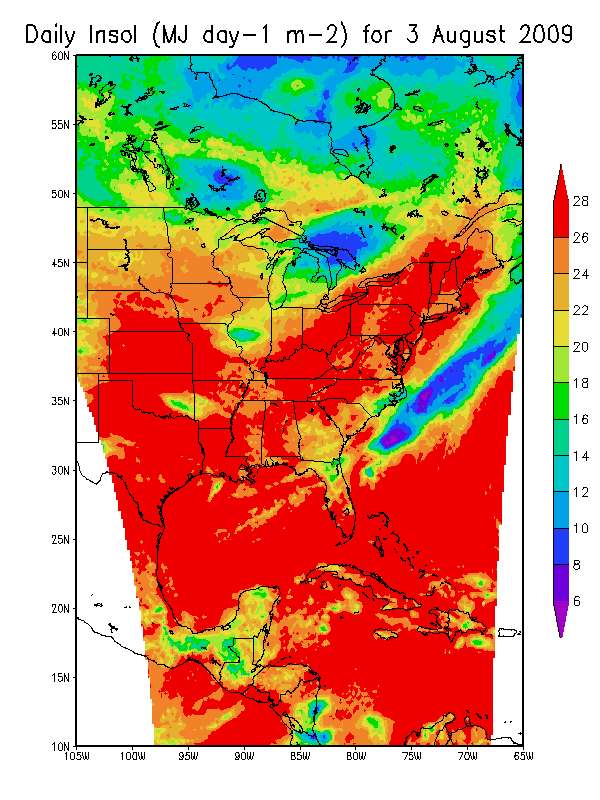 Daily Insol (MJ day-1 m-2) for 3 August 2009
60N
55N
50N
45N
40N
35N
30N
25N
20N
15N
10N
105W 100W 95W 90W 85W 80W 75W 70W 65W
28
26
24
22
20
18
16
14
12
10
8
6